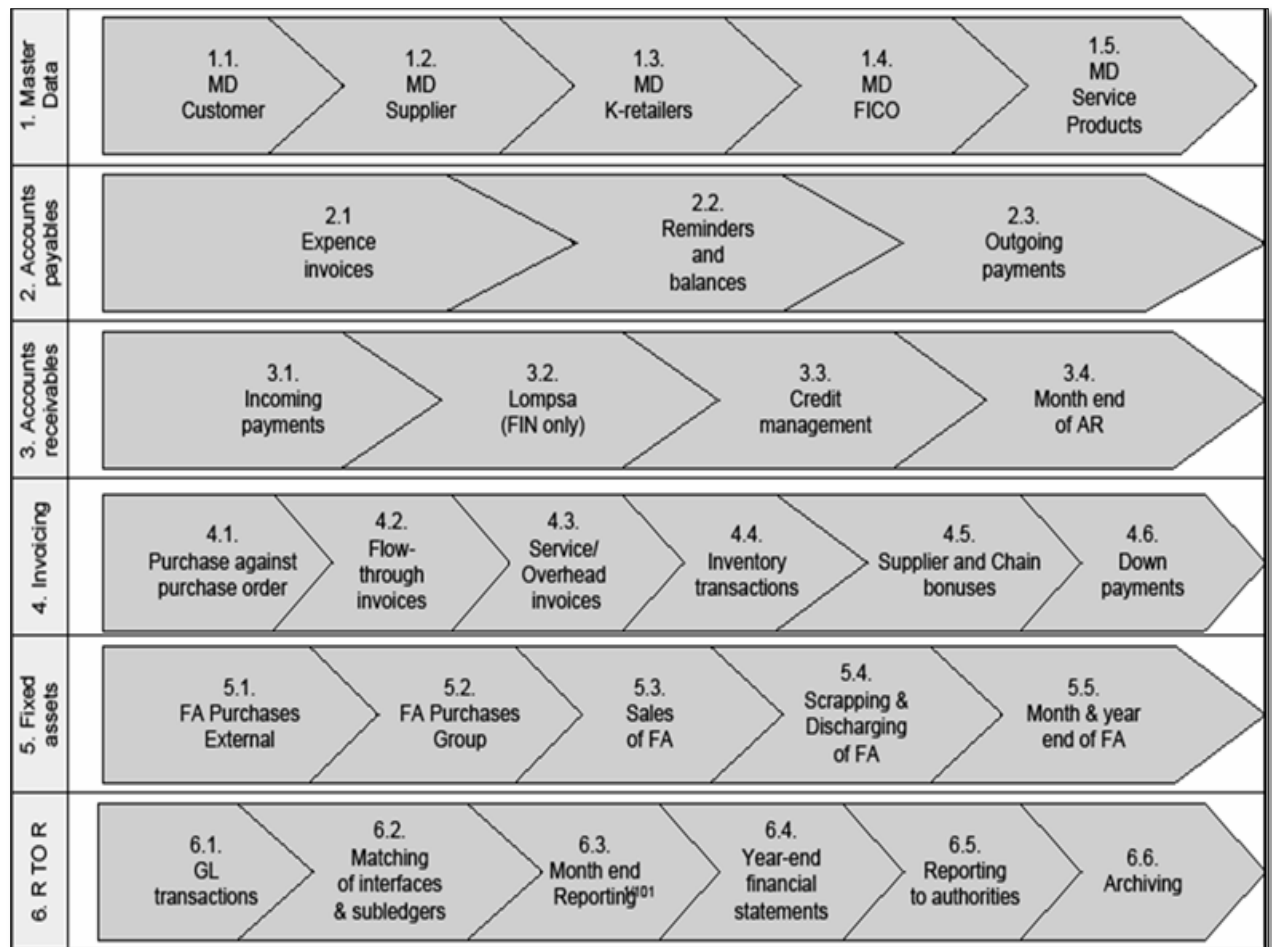 1. Master
Data
1.1.
MD
Customer
1.2.
MD
Supplier
1.3.
MD
K-retailers
1.4.
MD
FICO
1.5.
MD
Service
Products
2. Accounts
payables
2.1
Expence
invoices
2.2.
Reminders
and
balances
2.3.
Outgoing
payments
3. Accounts
receivables
3.1.
Incoming
payments
3.2.
Lompsa
(FIN only)
3.3.
Credit
management
3.4.
Month end
of AR
4. Invoicing
4.1.
Purchase against
purchase order
4.2.
Flow-
through
invoices
4.3.
Service/
Overhead
invoices
4.4.
Inventory
transactions
4.5.
Supplier and Chain
bonuses
4.6.
Down
payments
5. Fixed
assets
5.1.
FA Purchases
External
5.2.
FA Purchases
Group
5.3.
Sales
of FA
5.4.
Scrapping &
Discharging
of FA
5.5.
Month & year
end of FA
6. R TO R
6.1.
GL
transactions
6.2.
Matching
of interfaces
& subledgers
6.3.
Month end
Reporting
6.4.
Year-end
financial
statements
6.5.
Reporting
to authorities
6.6.
Archiving